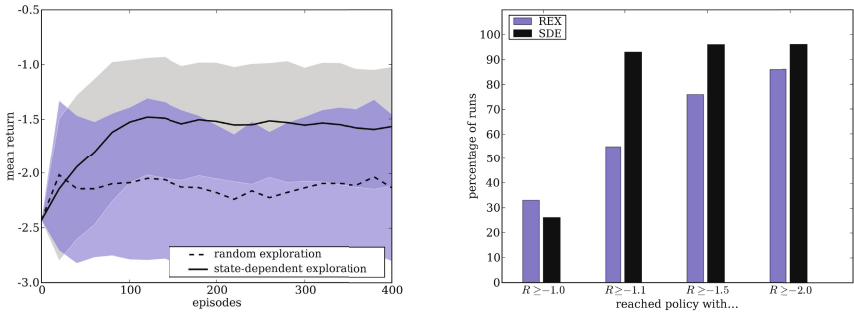 -0.5
-1.0
-1.5
-2.0
-2.5
-3.0
mean return
0 100 200 300 400
episodes
random exploration
state-dependent exploration
REX
SDE
100
90
80
70
60
50
40
30
20
10
0
percentage of runs
R ≥−1.0 R ≥−1.1 R ≥−1.5 R ≥−2.0
reached policy with...